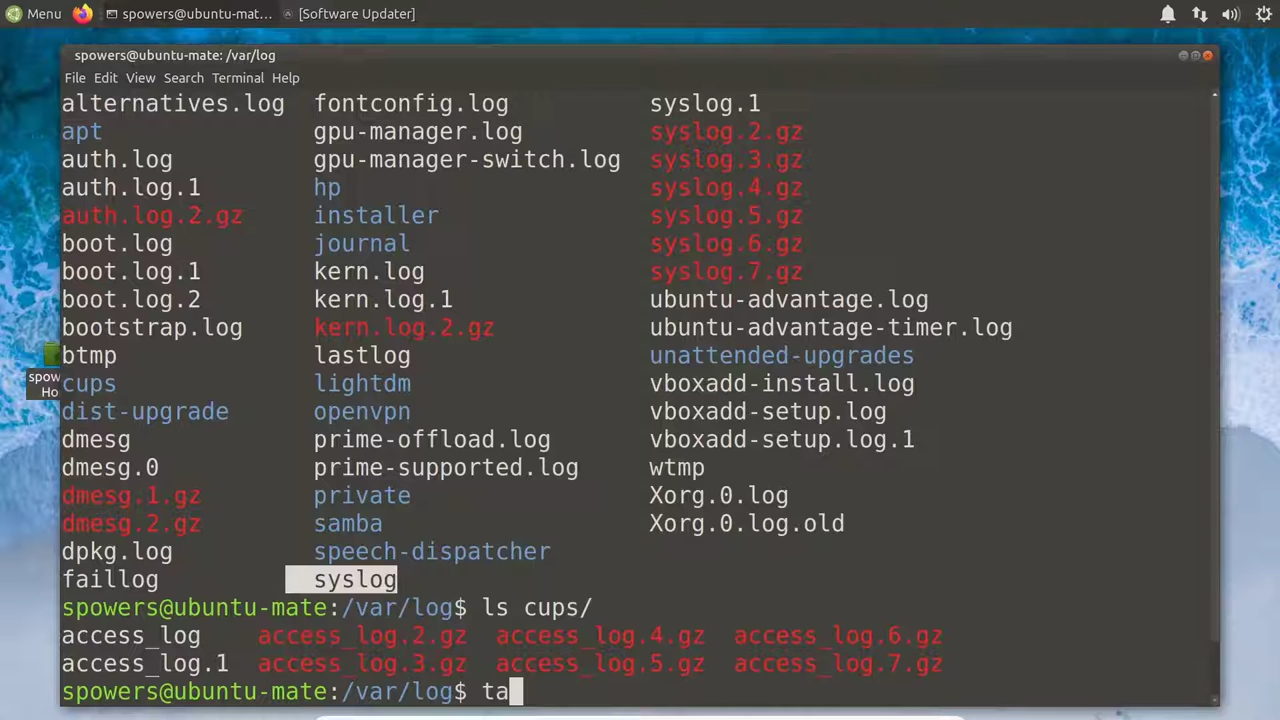 Menu spowers@ubuntu-mat... [Software Updater]
spowers@ubuntu-mate: /var/log
File Edit View Search Terminal Help
alternatives.log fontconfig.log syslog.1
apt gpu-manager.log syslog.2.gz
auth.log gpu-manager-switch.log syslog.3.gz
auth.log.1 hp syslog.4.gz
auth.log.2.gz installer syslog.5.gz
boot.log journal syslog.6.gz
boot.log.1 kern.log syslog.7.gz
boot.log.2 kern.log.1 ubuntu-advantage.log
bootstrap.log kern.log.2.gz ubuntu-advantage-timer.log
btmp lastlog unattended-upgrades
cups lightdm vboxadd-install.log
dist-upgrade openvpn vboxadd-setup.log
dmesg prime-offload.log vboxadd-setup.log.1
dmesg.0 prime-supported.log wtmp
dmesg.1.gz private Xorg.0.log
dmesg.2.gz samba Xorg.0.log.old
dpkg.log speech-dispatcher
faillog syslog
spowers@ubuntu-mate:/var/log$ ls cups/
access_log access_log.2.gz access_log.4.gz access_log.6.gz
access_log.1 access_log.3.gz access_log.5.gz access_log.7.gz
spowers@ubuntu-mate:/var/log$ ta
spow
Ho